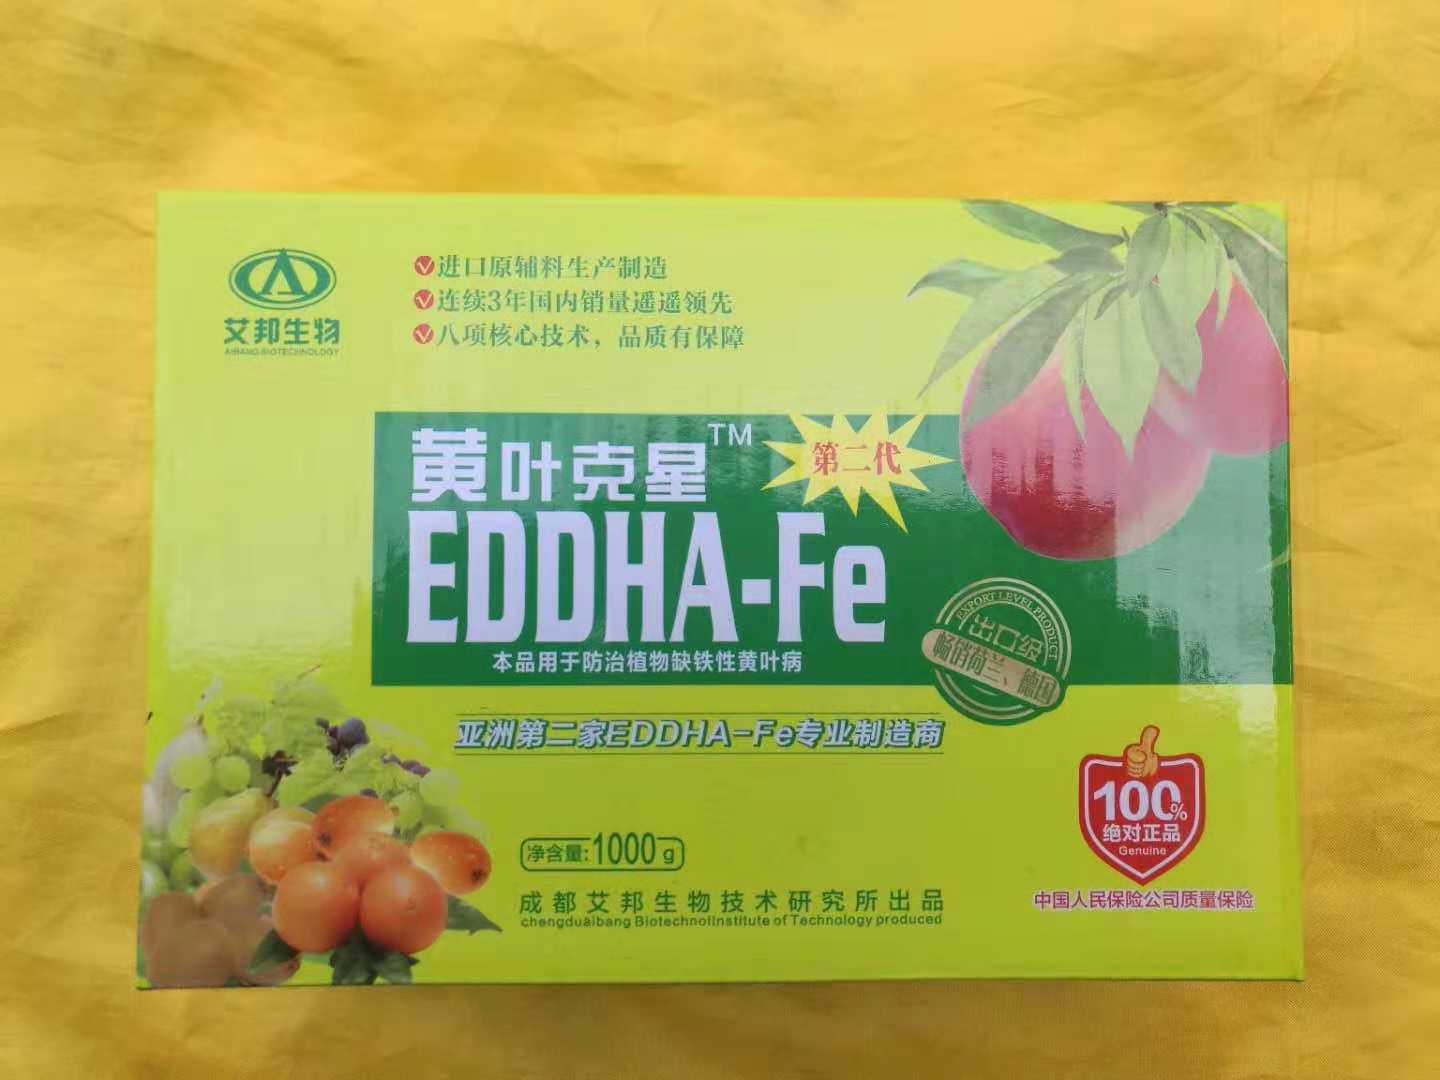 艾邦生物
AIBANG BIOTECHNOLOGY
进口原辅料生产制造
连续3年国内销量遥遥领先
八项核心技术，品质有保障
黄叶克星™
第二代
EDDHA-Fe
本品用于防治植物缺铁性黄叶病
EXPORT LEVEL PRODUCT
出口级
畅销荷兰、德国
亚洲第二家EDDHA-Fe专业制造商
100%
绝对正品
Genuine
中国人民保险公司质量保险
净含量:1000g
成都艾邦生物技术研究所出品
chengduaibang BiotechnolInstitute of Technology produced